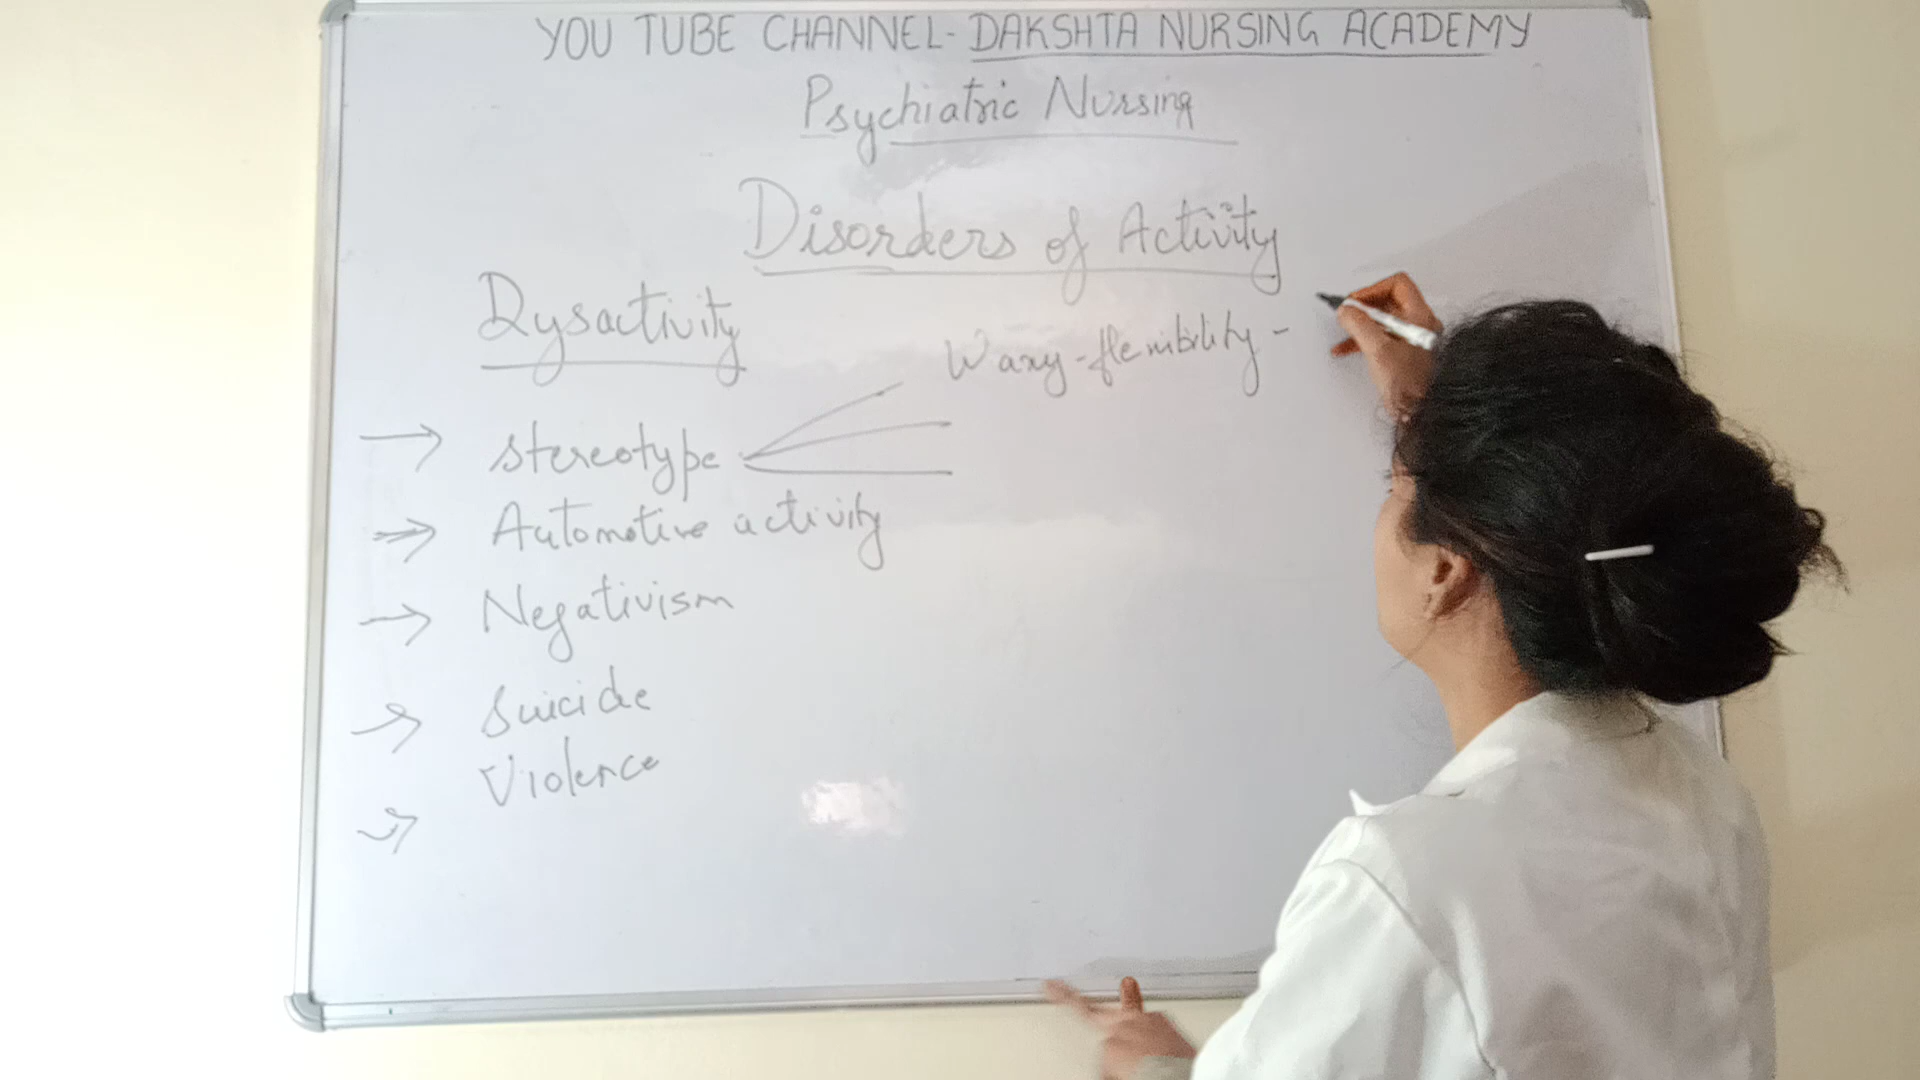 YOU TUBE CHANNEL- DAKSHTA NURSING ACADEMY
Psychiatric Nursing
Disorders of Activity
Dysactivity
Waxy-flexibility -
→ stereotype
→ Automotive activity
→ Negativism
→ Suicide
Violence
→